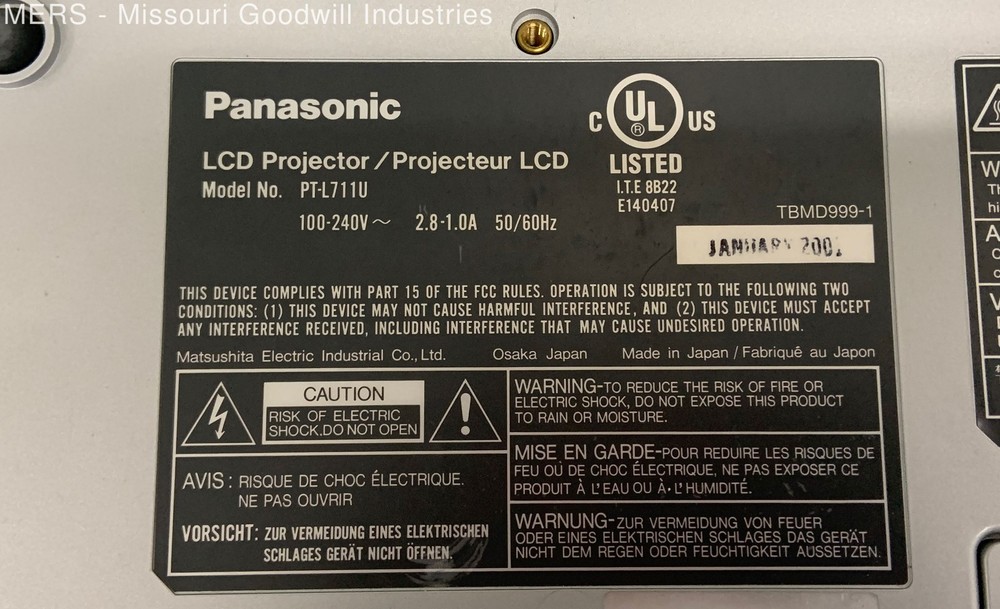 MERS - Missouri Goodwill Industries
Panasonic
C UL US
®
LISTED
I.T.E 8B22
E140407
LCD Projector / Projecteur LCD
Model No. PT-L711U
100-240V ~ 2.8-1.0A 50/60Hz
TBMD999-1
JANUARY
THIS DEVICE COMPLIES WITH PART 15 OF THE FCC RULES. OPERATION IS SUBJECT TO THE FOLLOWING TWO
CONDITIONS: (1) THIS DEVICE MAY NOT CAUSE HARMFUL INTERFERENCE, AND (2) THIS DEVICE MUST ACCEPT
ANY INTERFERENCE RECEIVED, INCLUDING INTERFERENCE THAT MAY CAUSE UNDESIRED OPERATION.
Matsushita Electric Industrial Co., Ltd. Osaka Japan Made in Japan / Fabriqué au Japon
CAUTION
RISK OF ELECTRIC
SHOCK.DO NOT OPEN
AVIS : RISQUE DE CHOC ÉLECTRIQUE.
NE PAS OUVRIR
VORSICHT: ZUR VERMEIDUNG EINES ELEKTRISCHEN
SCHLAGES GERÄT NICHT ÖFFNEN.
WARNING-TO REDUCE THE RISK OF FIRE OR
ELECTRIC SHOCK, DO NOT EXPOSE THIS PRODUCT
TO RAIN OR MOISTURE.
MISE EN GARDE-POUR REDUIRE LES RISQUES DE
FEU OÙ DE CHOC ÉLECTRIQUE, NE PAS EXPOSER CE
PRODUIT À L'EAU OU À L'HUMIDITÉ.
WARNUNG-ZUR VERMEIDUNG VON FEUER
ODER EINES ELEKTRISCHEN SCHLAGES DAS GERÄT
NICHT DEM REGEN ODER FEUCHTIGKEIT AUSSETZEN.